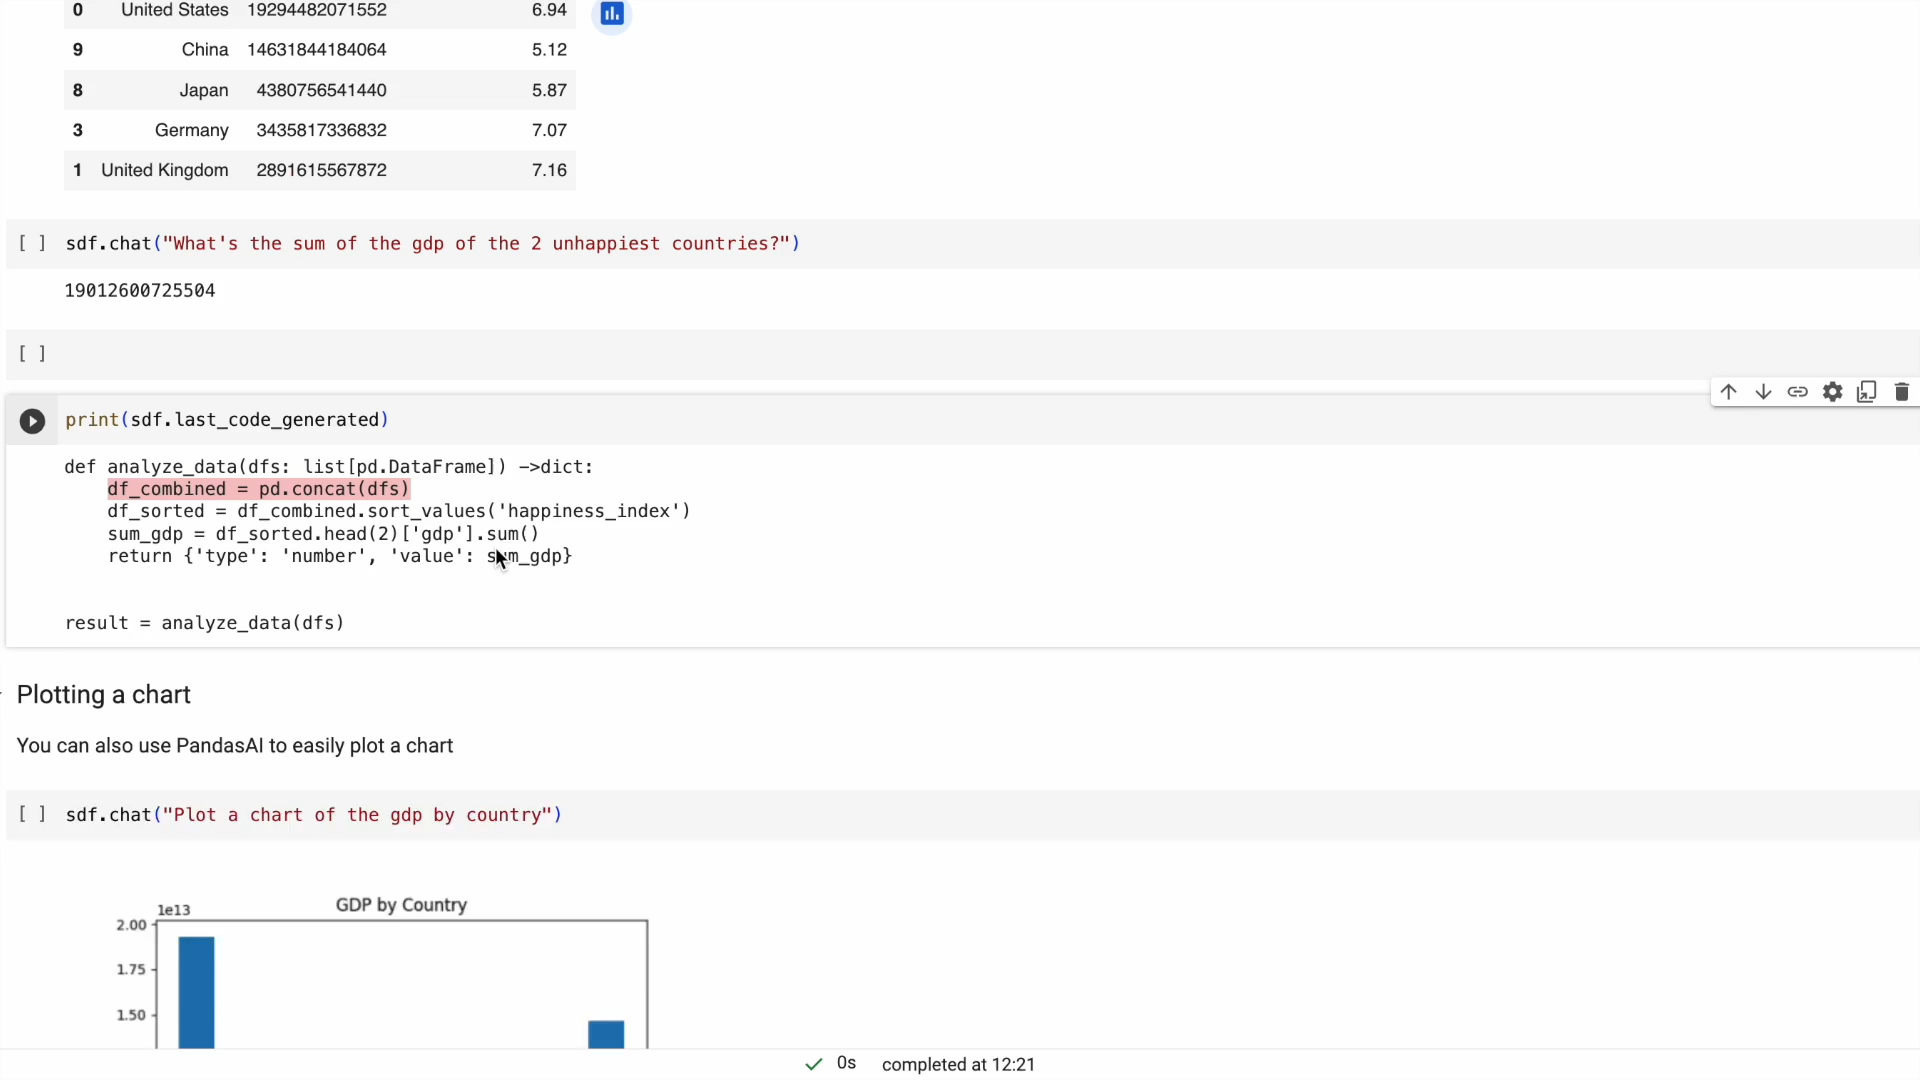 0 United States 19294482071552 6.94
9 China 14631844184064 5.12
8 Japan 4380756541440 5.87
3 Germany 3435817336832 7.07
1 United Kingdom 2891615567872 7.16
[ ] sdf.chat("What's the sum of the gdp of the 2 unhappiest countries?")
19012600725504
[ ]
print(sdf.last_code_generated)
def analyze_data(dfs: list[pd.DataFrame]) ->dict:
    df_combined = pd.concat(dfs)
    df_sorted = df_combined.sort_values('happiness_index')
    sum_gdp = df_sorted.head(2)['gdp'].sum()
    return {'type': 'number', 'value': sum_gdp}
result = analyze_data(dfs)
Plotting a chart
You can also use PandasAI to easily plot a chart
[ ] sdf.chat("Plot a chart of the gdp by country")
GDP by Country
1e13
2.00
1.75
1.50
0s completed at 12:21